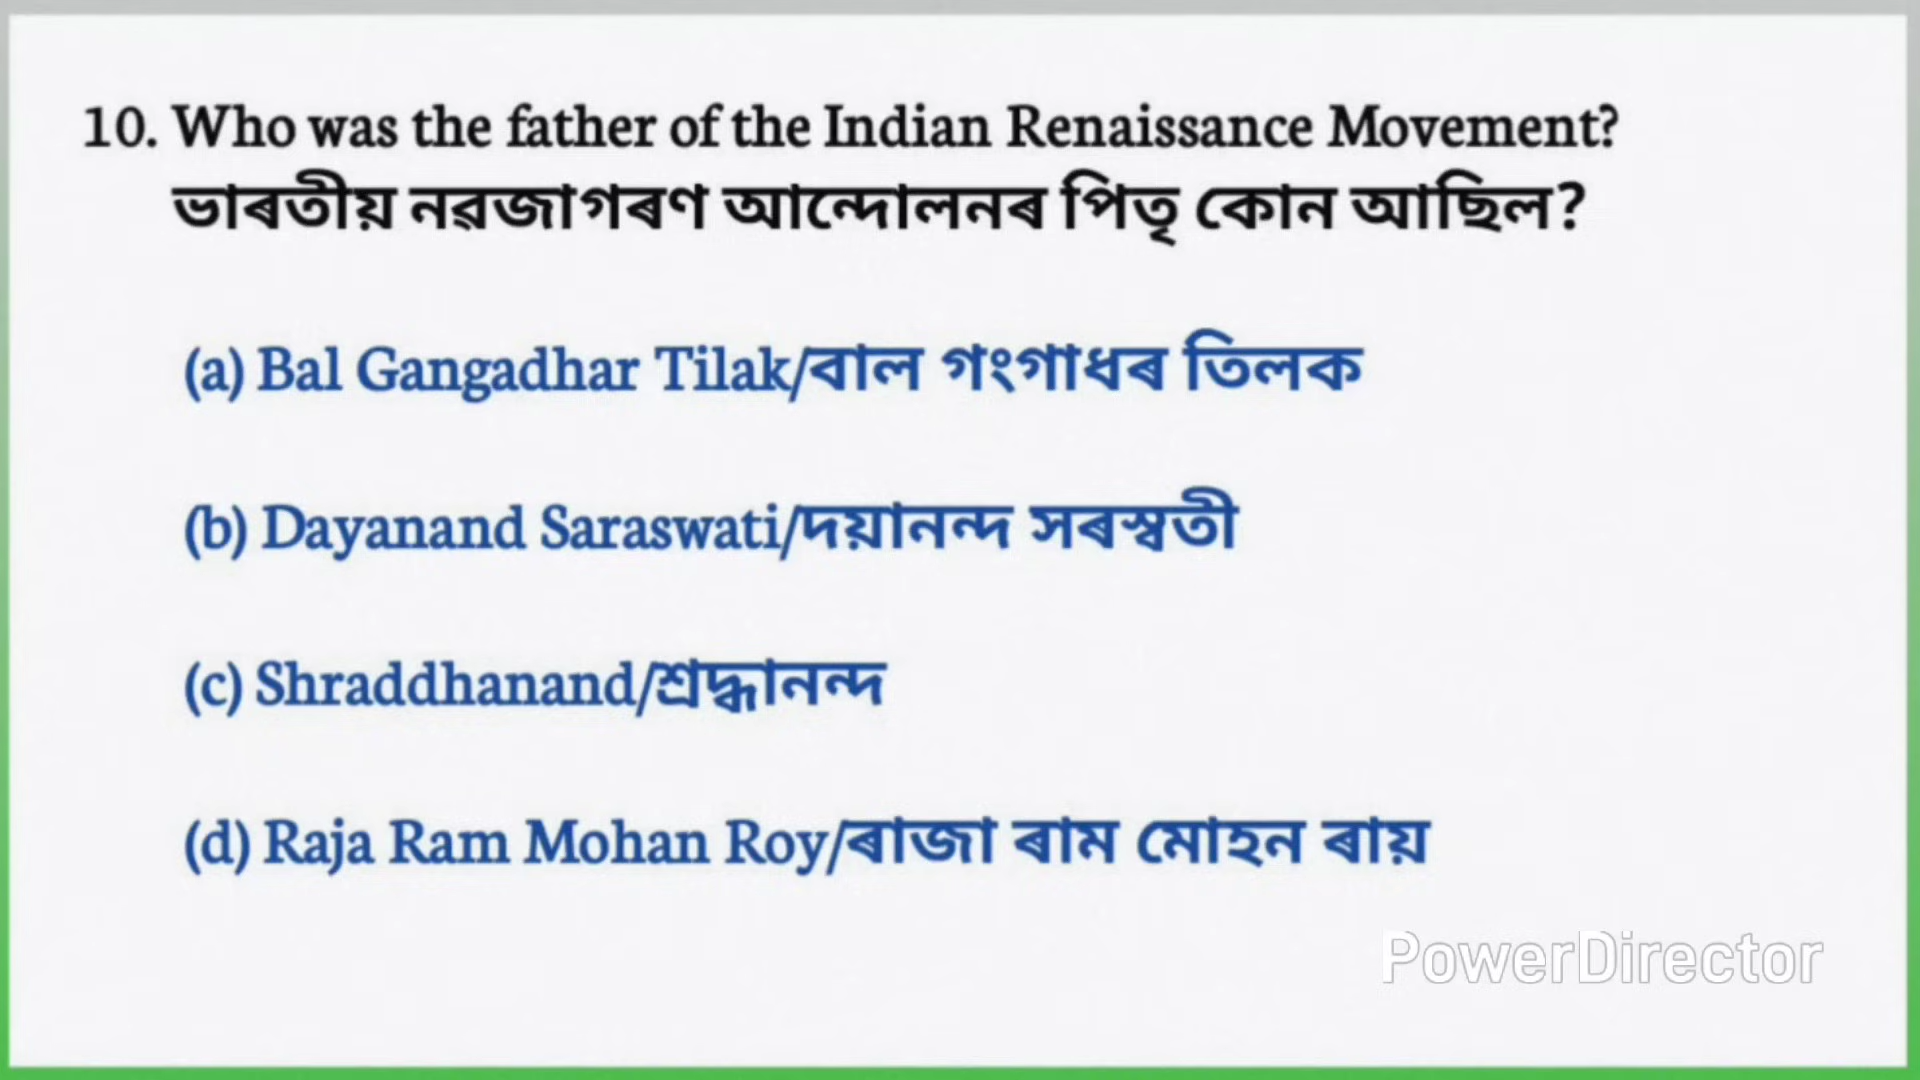 10. Who was the father of the Indian Renaissance Movement?
ভাৰতীয় নৱজাগৰণ আন্দোলনৰ পিতৃ কোন আছিল?
(a) Bal Gangadhar Tilak/বাল গংগাধৰ তিলক
(b) Dayanand Saraswati/দয়ানন্দ সৰস্বতী
(c) Shraddhanand/শ্ৰদ্ধানন্দ
(d) Raja Ram Mohan Roy/ৰাজা ৰাম মোহন ৰায়
PowerDirector